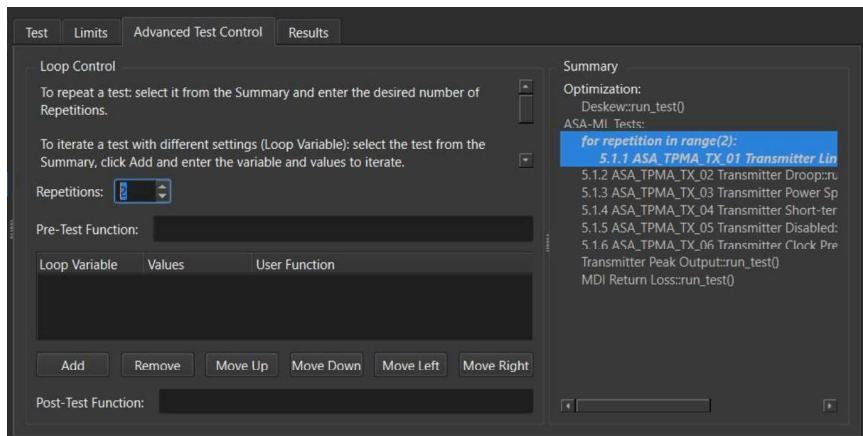 Test Limits Advanced Test Control Results
Loop Control
To repeat a test: select it from the Summary and enter the desired number of
Repetitions.
To iterate a test with different settings (Loop Variable): select the test from the
Summary, click Add and enter the variable and values to iterate.
Repetitions: 2
Pre-Test Function:
Loop Variable Values User Function
Add Remove Move Up Move Down Move Left Move Right
Post-Test Function:
Summary
Optimization:
Deskew::run_test()
ASA-ML Tests:
for repetition in range(2):
5.1.1 ASA_TPMA_TX_01 Transmitter Lin
5.1.2 ASA_TPMA_TX_02 Transmitter Droop::ru
5.1.3 ASA_TPMA_TX_03 Transmitter Power Sp
5.1.4 ASA_TPMA_TX_04 Transmitter Short-ter
5.1.5 ASA_TPMA_TX_05 Transmitter Disabled:
5.1.6 ASA_TPMA_TX_06 Transmitter Clock Pre
Transmitter Peak Output::run_test()
MDI Return Loss::run_test()